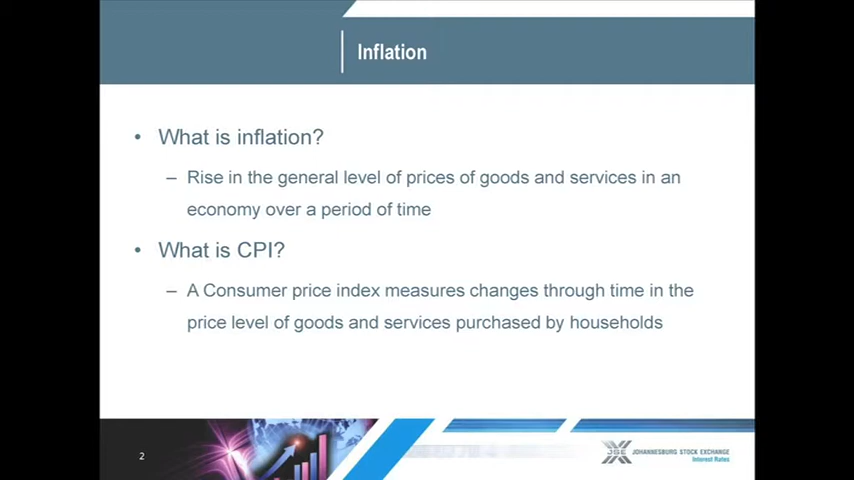 Inflation
• What is inflation?
– Rise in the general level of prices of goods and services in an
economy over a period of time
• What is CPI?
– A Consumer price index measures changes through time in the
price level of goods and services purchased by households
2
JSE
JOHANNESBURG STOCK EXCHANGE
Interest Rates